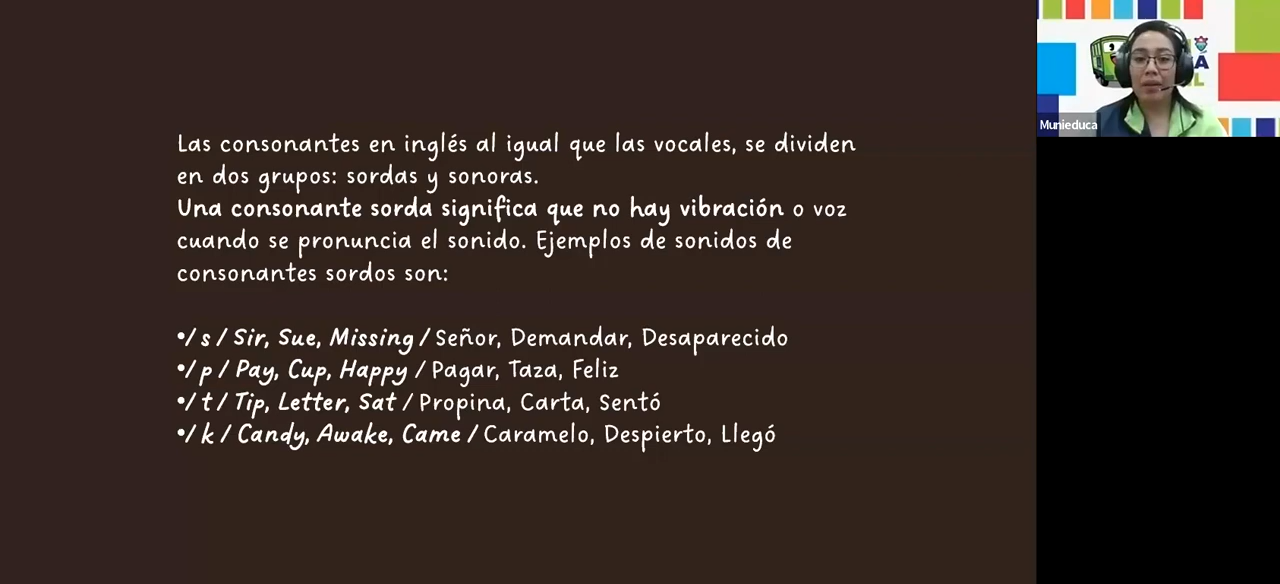 Las consonantes en inglés al igual que las vocales, se dividen
en dos grupos: sordas y sonoras.
Una consonante sorda significa que no hay vibración o voz
cuando se pronuncia el sonido. Ejemplos de sonidos de
consonantes sordos son:
•/ s / Sir, Sue, Missing / Señor, Demandar, Desaparecido
•/ p / Pay, Cup, Happy / Pagar, Taza, Feliz
•/ t / Tip, Letter, Sat / Propina, Carta, Sentó
•/ k / Candy, Awake, Came / Caramelo, Despierto, Llegó
Munieduca